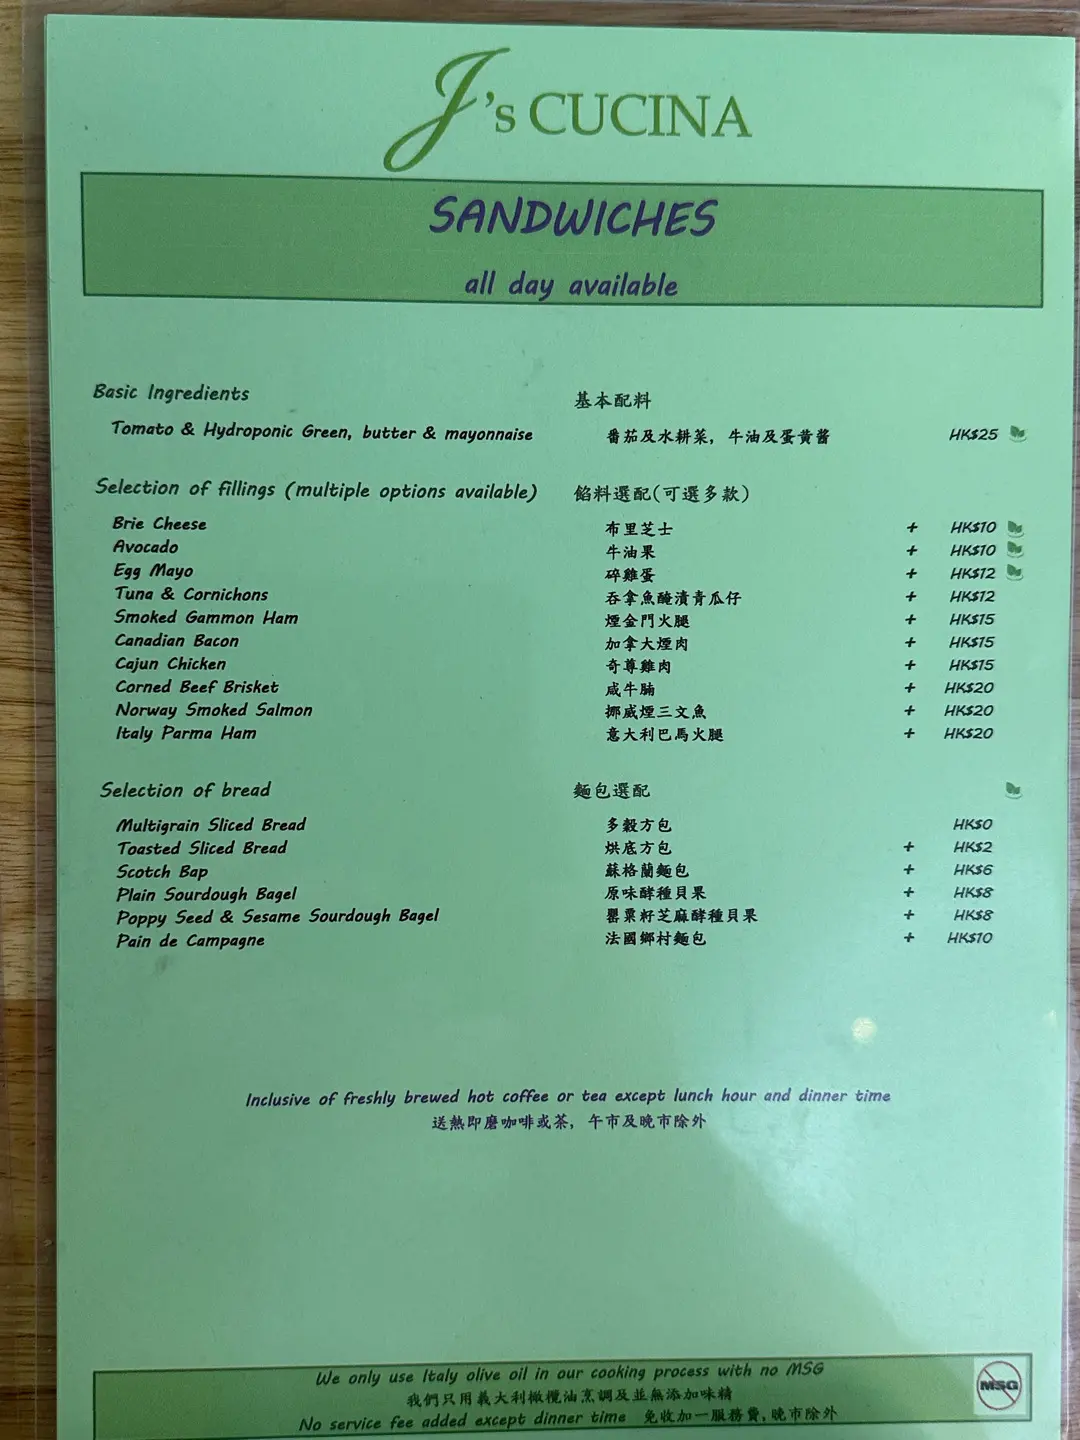 J's CUCINA
SANDWICHES
all day available
Basic Ingredients 基本配料
Tomato & Hydroponic Green, butter & mayonnaise 番茄及水耕菜, 牛油及蛋黄醬 HK$25
Selection of fillings (multiple options available) 餡料選配(可選多款)
Brie Cheese 布里芝士 + HK$10
Avocado 牛油果 + HK$10
Egg Mayo 碎雞蛋 + HK$12
Tuna & Cornichons 吞拿魚醃漬青瓜仔 + HK$12
Smoked Gammon Ham 煙金門火腿 + HK$15
Canadian Bacon 加拿大煙肉 + HK$15
Cajun Chicken 奇尊雞肉 + HK$15
Corned Beef Brisket 咸牛腩 + HK$20
Norway Smoked Salmon 挪威煙三文魚 + HK$20
Italy Parma Ham 意大利巴馬火腿 + HK$20
Selection of bread 麵包選配
Multigrain Sliced Bread 多穀方包 HK$0
Toasted Sliced Bread 烘底方包 + HK$2
Scotch Bap 蘇格蘭麵包 + HK$6
Plain Sourdough Bagel 原味酵種貝果 + HK$8
Poppy Seed & Sesame Sourdough Bagel 罌粟籽芝麻酵種貝果 + HK$8
Pain de Campagne 法國鄉村麵包 + HK$10
Inclusive of freshly brewed hot coffee or tea except lunch hour and dinner time
送熱即磨咖啡或茶, 午市及晚市除外
We only use Italy olive oil in our cooking process with no MSG
我們只用義大利橄欖油烹調及並無添加味精
MSG
No service fee added except dinner time 免收加一服務費, 晚市除外